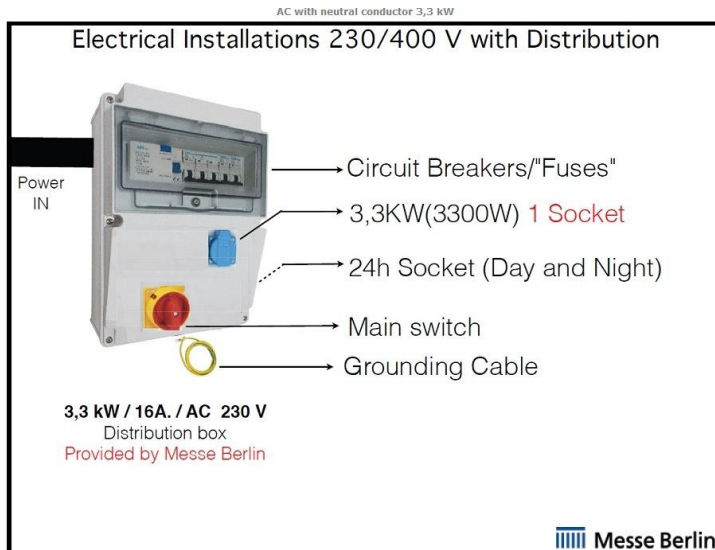 AC with neutral conductor 3,3 kW
Electrical Installations 230/400 V with Distribution
Power
IN
Circuit Breakers/"Fuses"
3,3KW(3300W) 1 Socket
24h Socket (Day and Night)
Main switch
Grounding Cable
3,3 kW / 16A. / AC 230 V
Distribution box
Provided by Messe Berlin
Messe Berlin